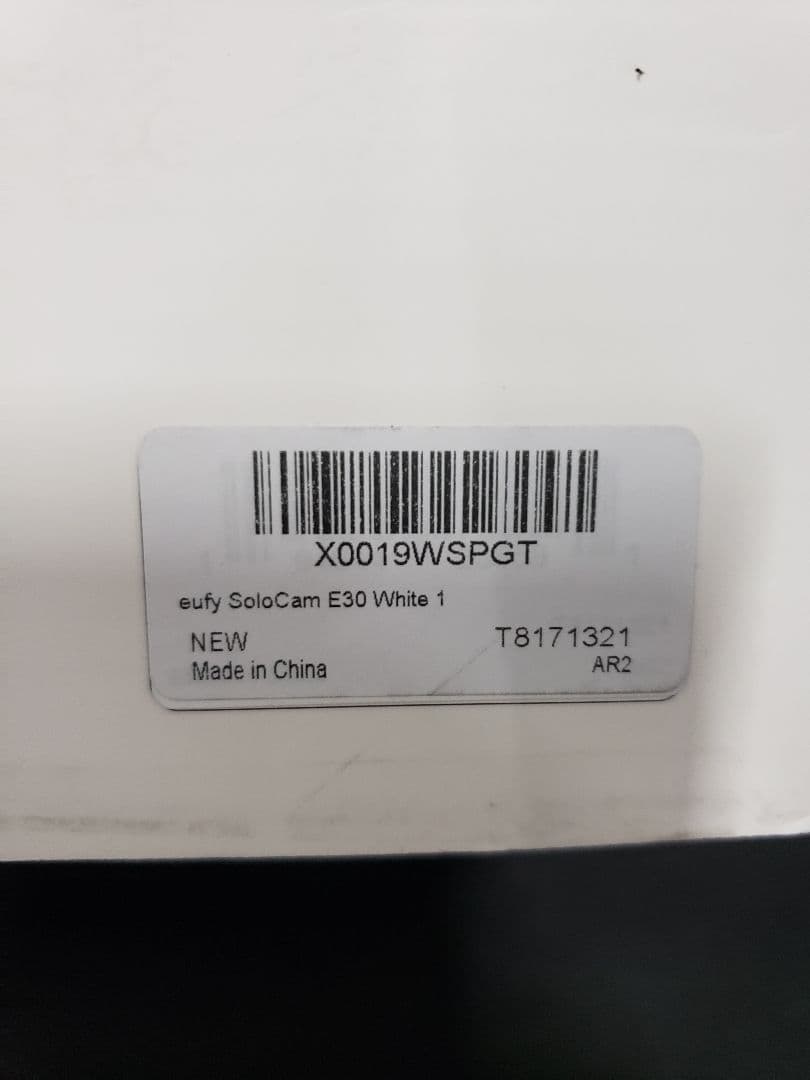 X0019WSPGT
eufy SoloCam E30 White 1
NEW
T8171321
Made in China
AR2